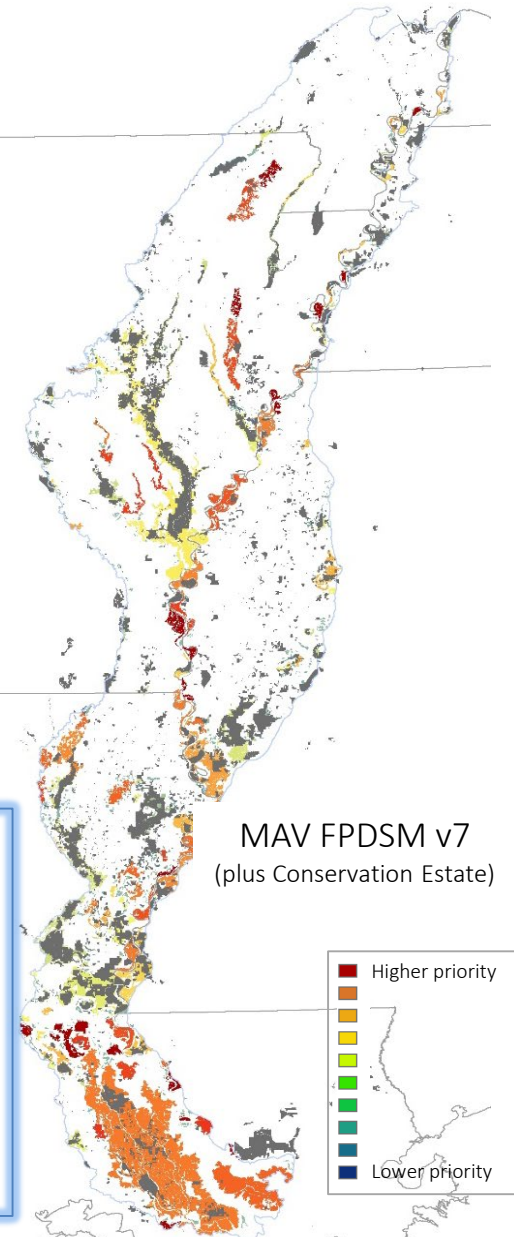 MAV FPDSM v7
(plus Conservation Estate)
Higher priority
Lower priority